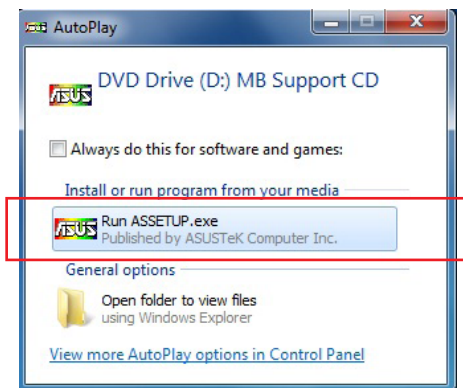 AutoPlay
DVD Drive (D:) MB Support CD
Always do this for software and games:
Install or run program from your media
Run ASSETUP.exe
Published by ASUSTeK Computer Inc.
General options
Open folder to view files
using Windows Explorer
View more AutoPlay options in Control Panel